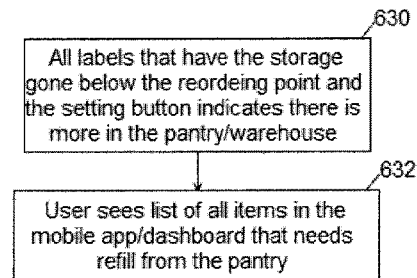 630
All labels that have the storage
gone below the reordeing point and
the setting button indicates there is
more in the pantry/warehouse
632
User sees list of all items in the
mobile app/dashboard that needs
refill from the pantry